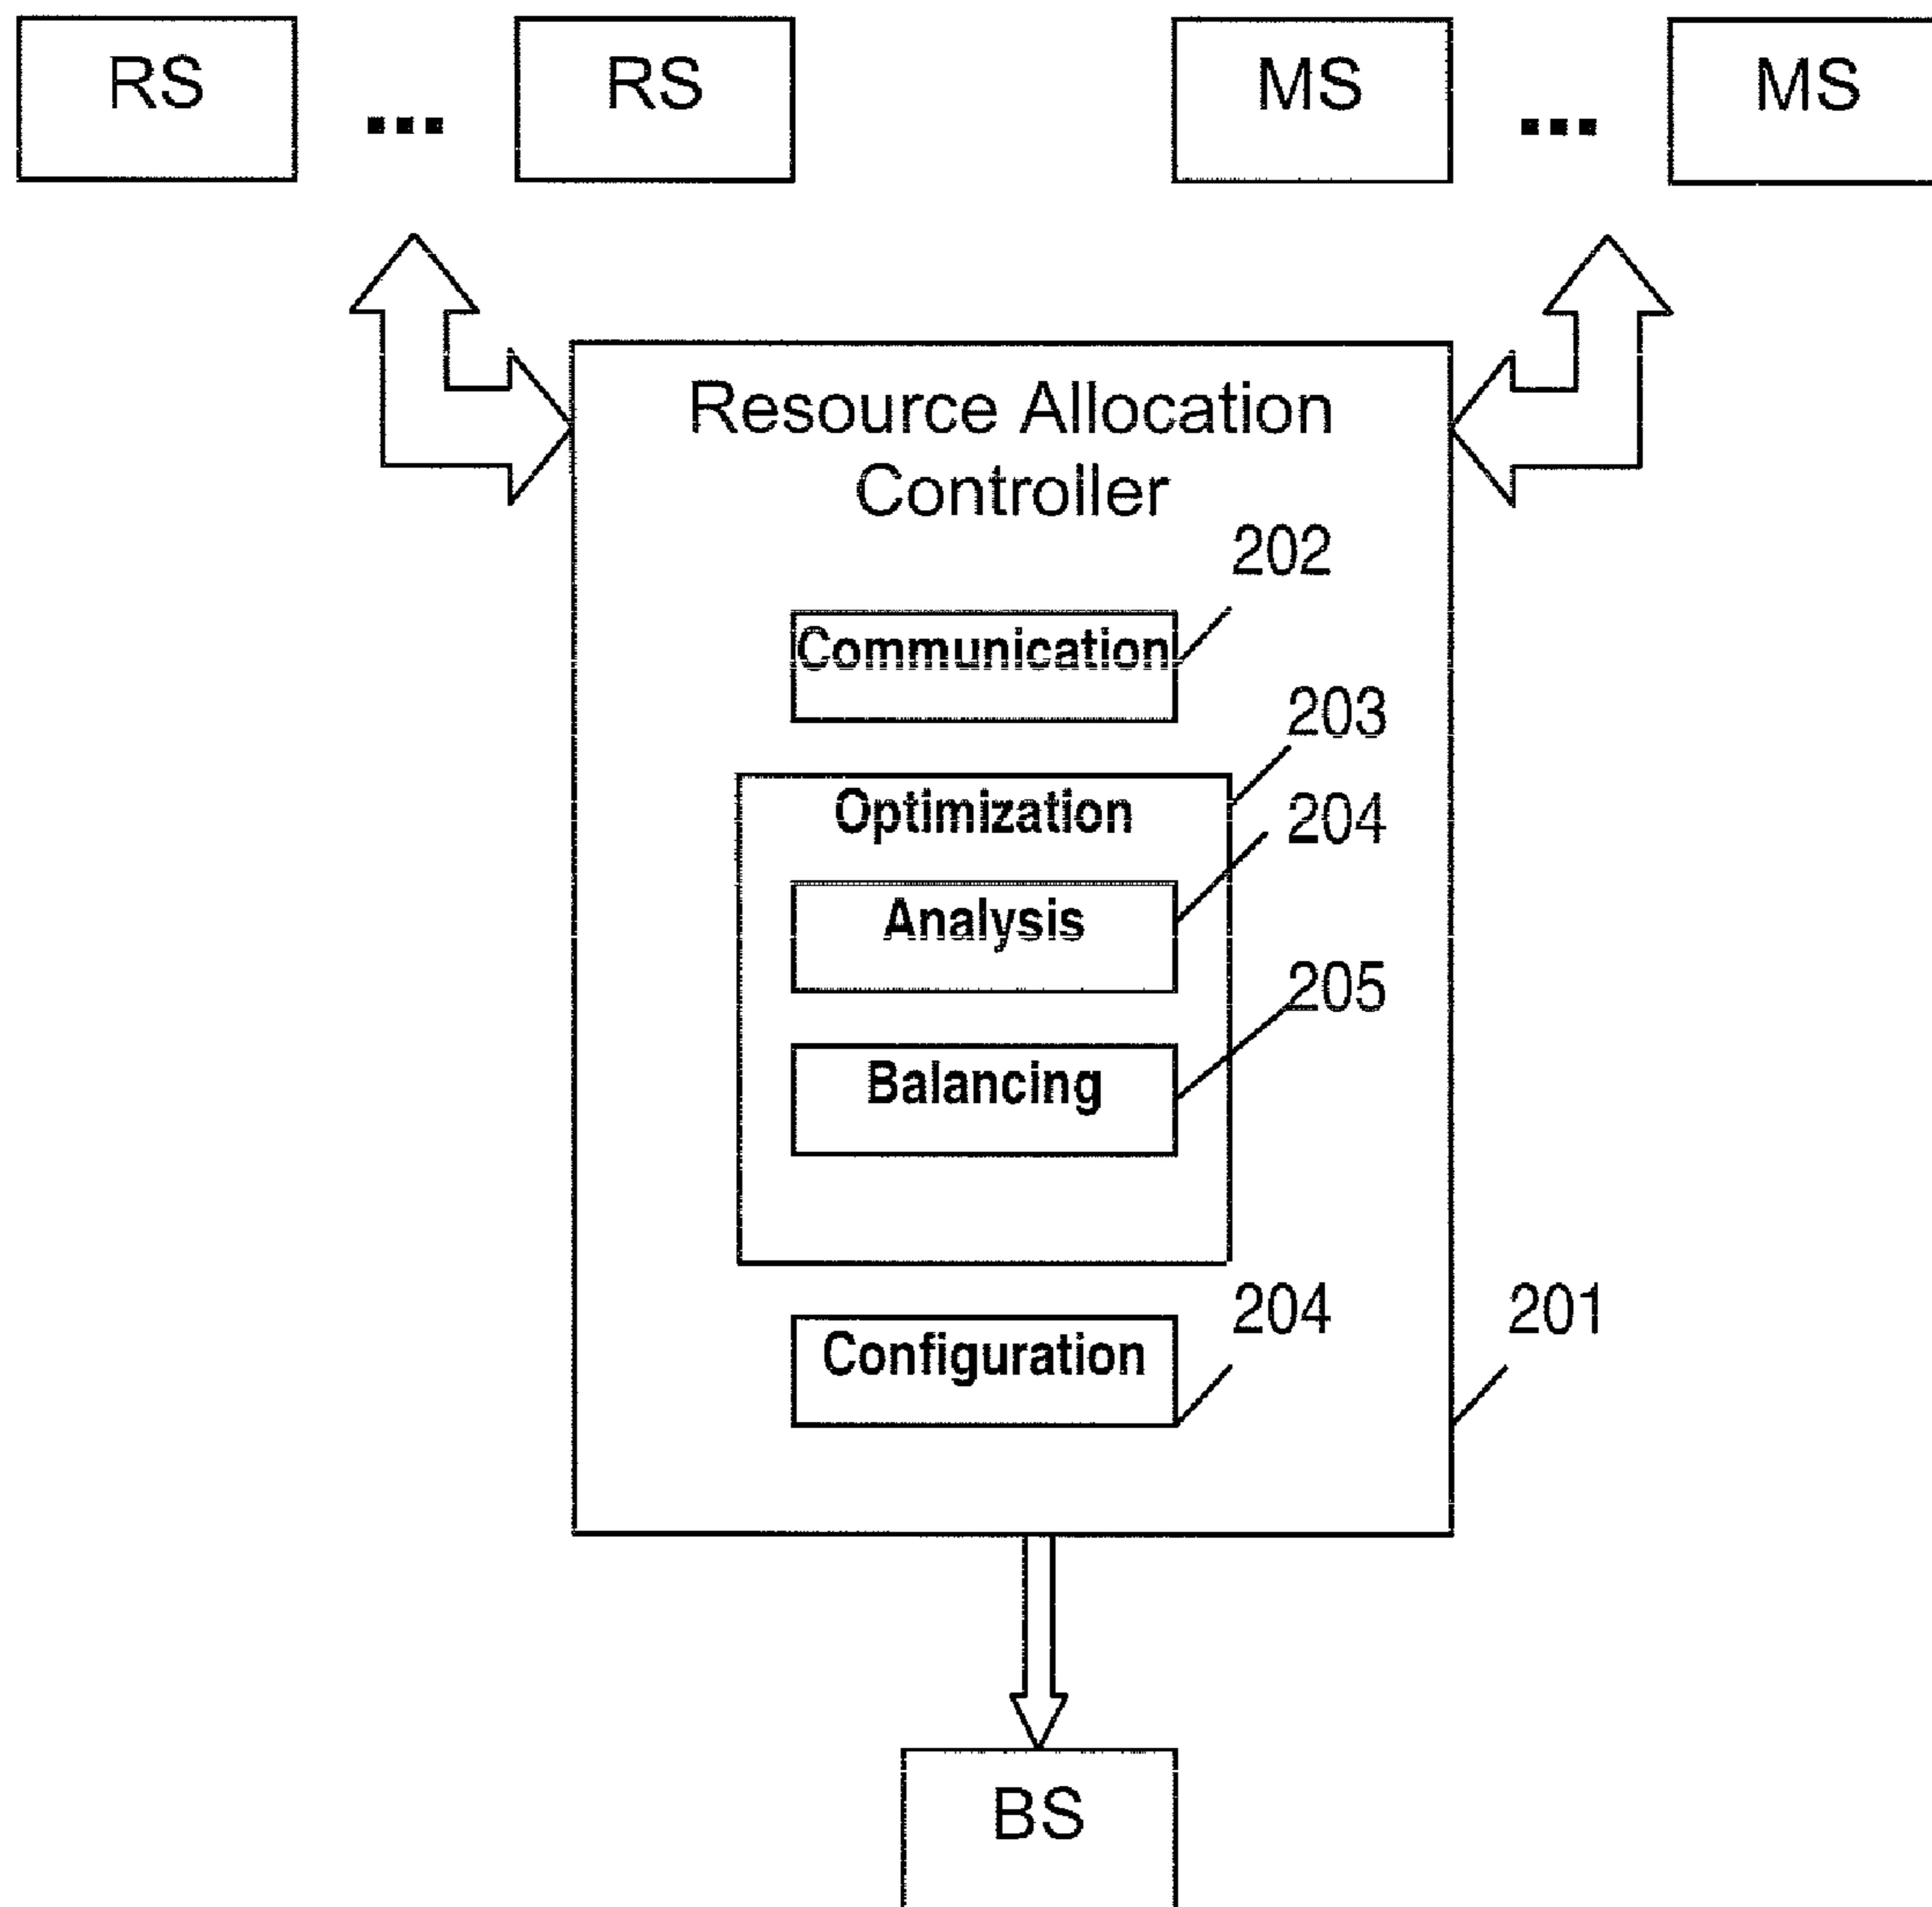 RS ... RS MS ... MS
Resource Allocation
Controller
202
Communication
203
Optimization
204
Analysis
205
Balancing
204
201
Configuration
BS